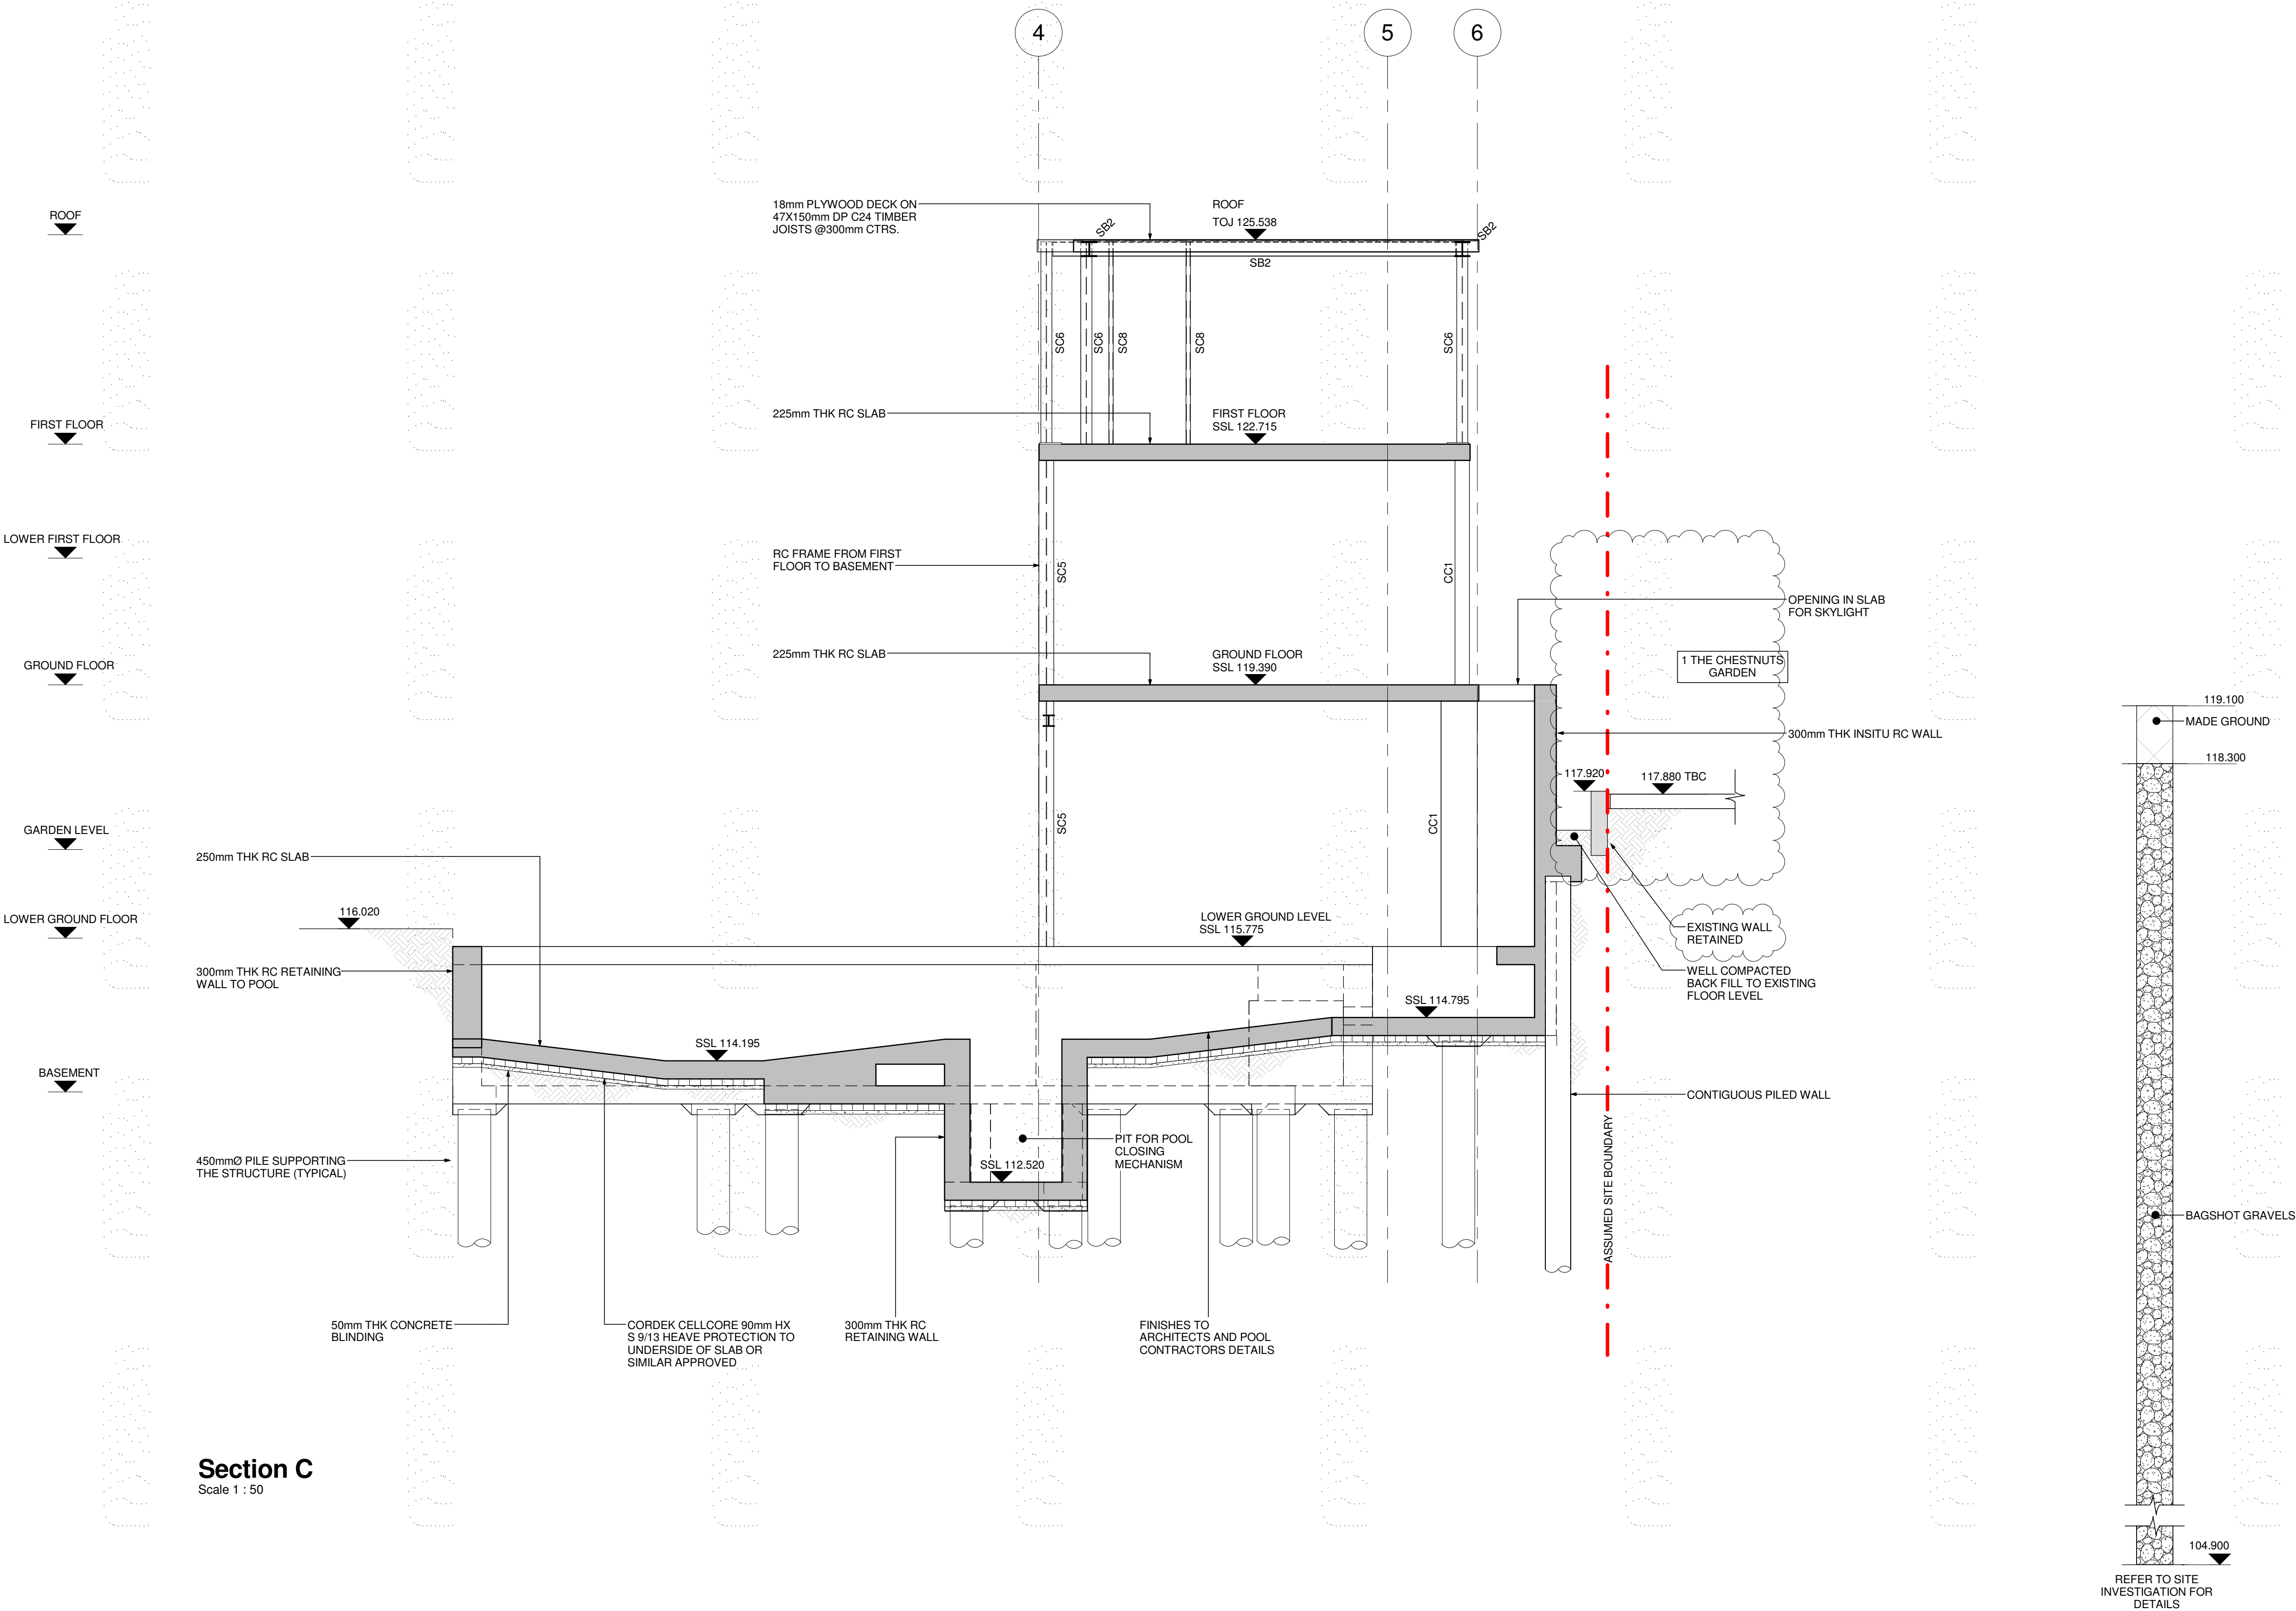 4
5
6
ROOF
FIRST FLOOR
LOWER FIRST FLOOR
GROUND FLOOR
GARDEN LEVEL
LOWER GROUND FLOOR
BASEMENT
18mm PLYWOOD DECK ON
47X150mm DP C24 TIMBER
JOISTS @300mm CTRS.
ROOF
TOJ 125.538
SB2
SB2
SB2
SC6
SC6
SC8
SC8
SC6
225mm THK RC SLAB
FIRST FLOOR
SSL 122.715
RC FRAME FROM FIRST
FLOOR TO BASEMENT
SC5
CC1
OPENING IN SLAB
FOR SKYLIGHT
225mm THK RC SLAB
GROUND FLOOR
SSL 119.390
1 THE CHESTNUTS
GARDEN
300mm THK INSITU RC WALL
117.920
117.880 TBC
SC5
CC1
250mm THK RC SLAB
116.020
LOWER GROUND LEVEL
SSL 115.775
EXISTING WALL
RETAINED
300mm THK RC RETAINING
WALL TO POOL
WELL COMPACTED
BACK FILL TO EXISTING
FLOOR LEVEL
SSL 114.795
SSL 114.195
CONTIGUOUS PILED WALL
PIT FOR POOL
CLOSING
MECHANISM
SSL 112.520
450mmØ PILE SUPPORTING
THE STRUCTURE (TYPICAL)
ASSUMED SITE BOUNDARY
50mm THK CONCRETE
BLINDING
CORDEK CELLCORE 90mm HX
S 9/13 HEAVE PROTECTION TO
UNDERSIDE OF SLAB OR
SIMILAR APPROVED
300mm THK RC
RETAINING WALL
FINISHES TO
ARCHITECTS AND POOL
CONTRACTORS DETAILS
119.100
MADE GROUND
118.300
BAGSHOT GRAVELS
104.900
REFER TO SITE
INVESTIGATION FOR
DETAILS
Section C
Scale 1 : 50